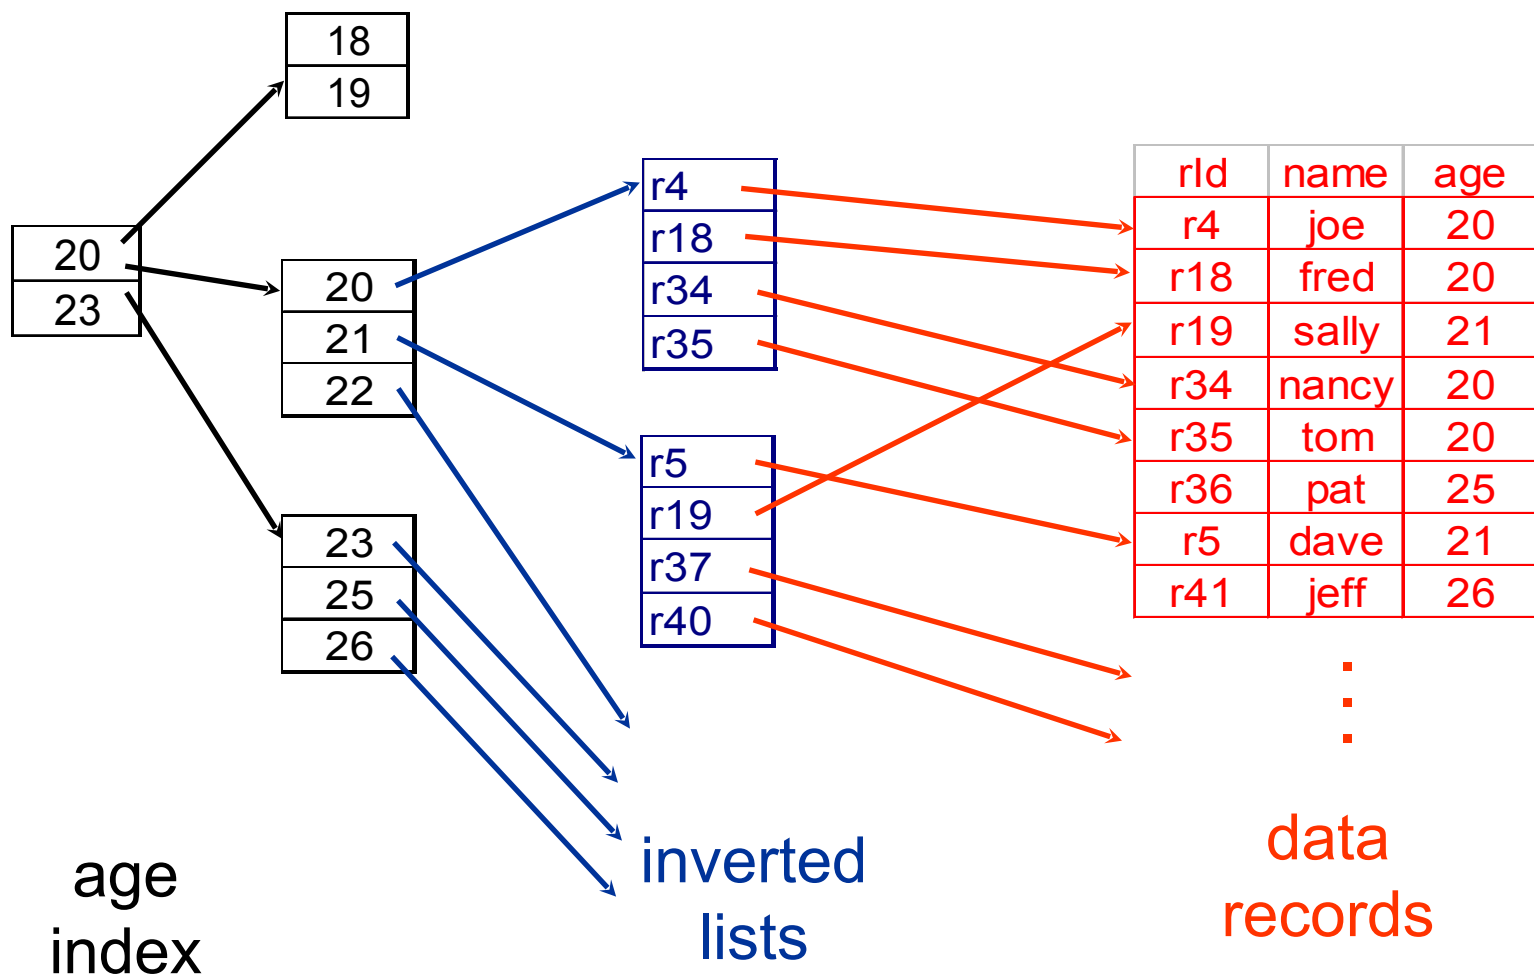 18
19
20
23
20
21
22
23
25
26
r4
r18
r34
r35
r5
r19
r37
r40
rId name age
r4 joe 20
r18 fred 20
r19 sally 21
r34 nancy 20
r35 tom 20
r36 pat 25
r5 dave 21
r41 jeff 26
age
index
inverted
lists
data
records